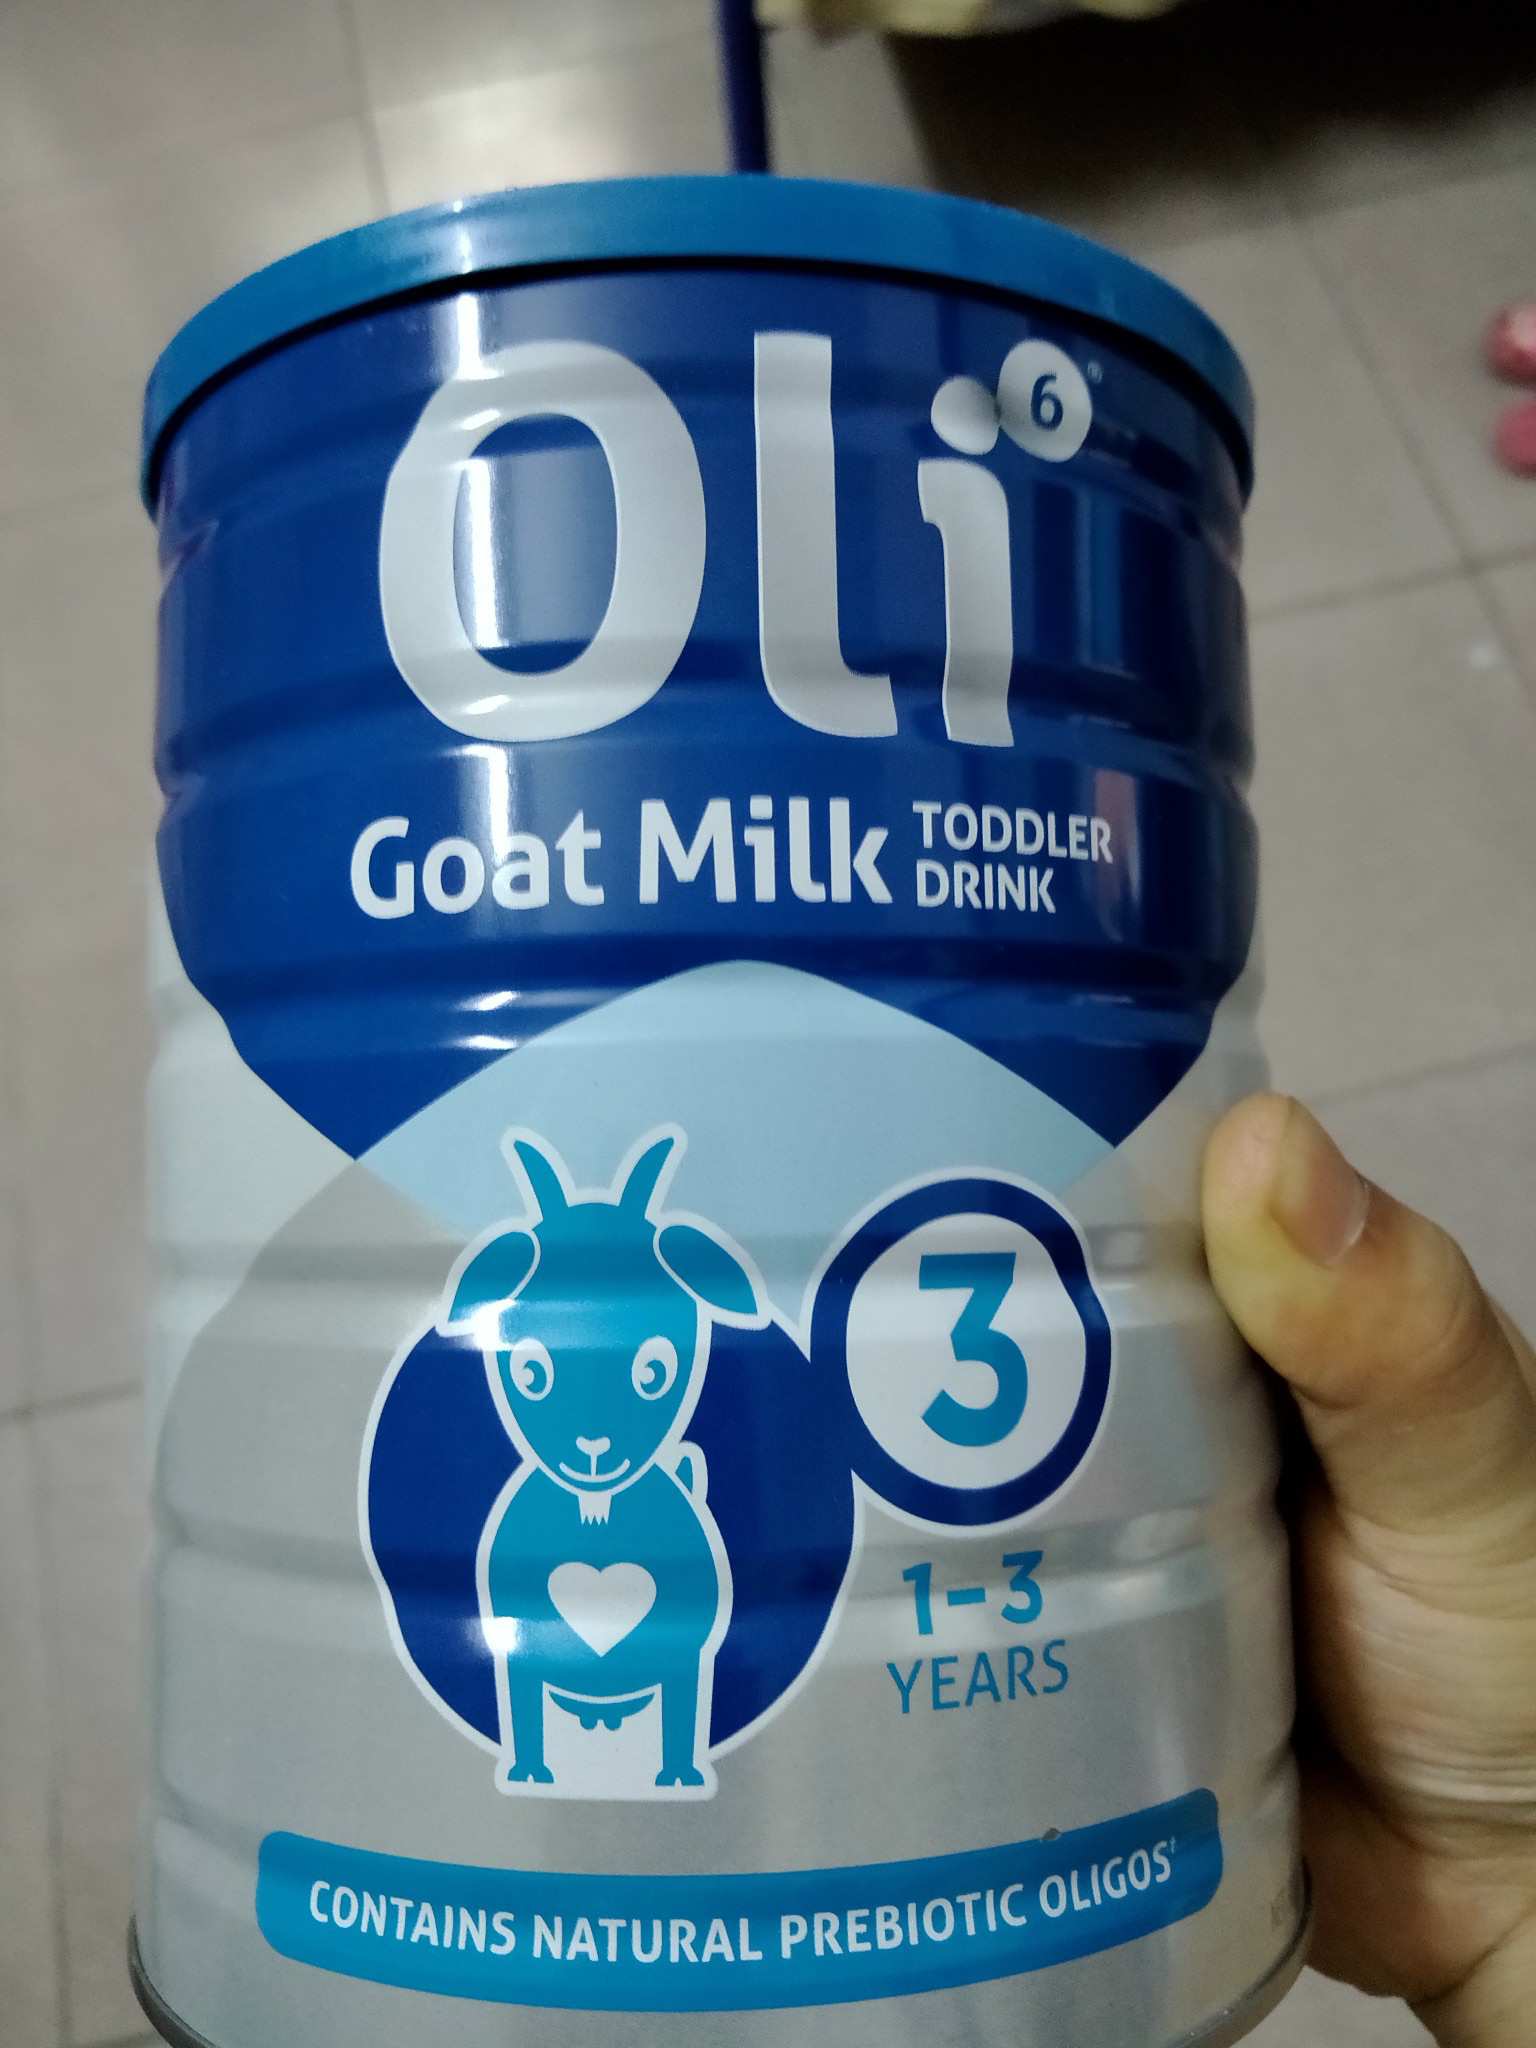 Oli6®
Goat Milk TODDLER
DRINK
3
1-3
YEARS
CONTAINS NATURAL PREBIOTIC OLIGOS†